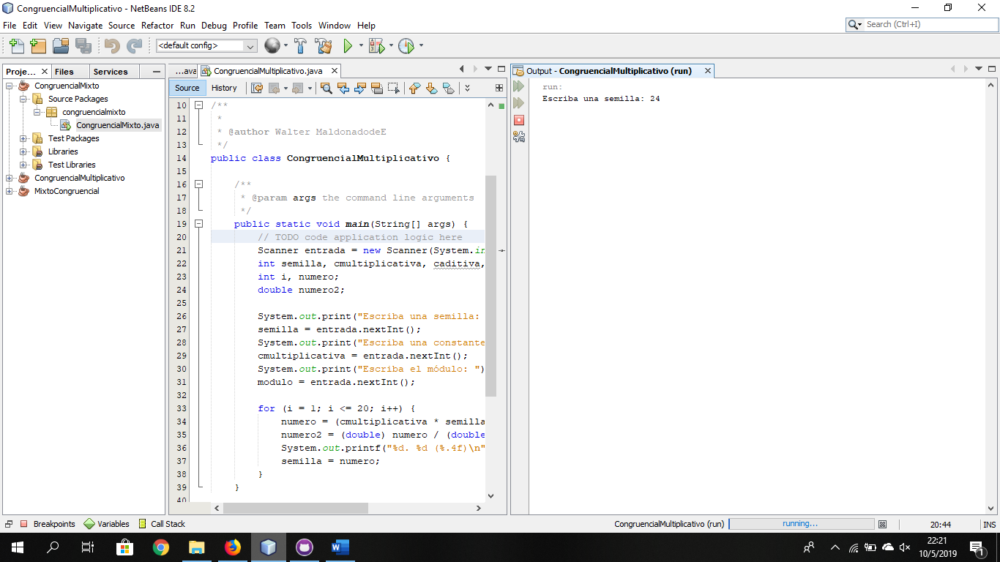 CongruencialMultiplicativo - NetBeans IDE 8.2
File Edit View Navigate Source Refactor Run Debug Profile Team Tools Window Help
Search (Ctrl+I)
<default config>
Proje... Files Services
CongruencialMixto
Source Packages
congruencialmixto
CongruencialMixto.java
Test Packages
Libraries
Test Libraries
CongruencialMultiplicativo
MixtoCongruencial
...ava CongruencialMultiplicativo.java
Source History
10 /**
11 *
12 * @author Walter MaldonadodeE
13 */
14 public class CongruencialMultiplicativo {
15
16 /**
17 * @param args the command line arguments
18 */
19 public static void main(String[] args) {
20 // TODO code application logic here
21 Scanner entrada = new Scanner(System.in
22 int semilla, cmultiplicativa, caditiva,
23 int i, numero;
24 double numero2;
25
26 System.out.print("Escriba una semilla:
27 semilla = entrada.nextInt();
28 System.out.print("Escriba una constante
29 cmultiplicativa = entrada.nextInt();
30 System.out.print("Escriba el módulo: ")
31 modulo = entrada.nextInt();
32
33 for (i = 1; i <= 20; i++) {
34 numero = (cmultiplicativa * semilla
35 numero2 = (double) numero / (double
36 System.out.printf("%d. %d (%.4f)\n"
37 semilla = numero;
38 }
39 }
40
Output - CongruencialMultiplicativo (run)
run:
Escriba una semilla: 24
Breakpoints Variables Call Stack
CongruencialMultiplicativo (run) running... 20:44 INS
22:21
10/5/2019
1